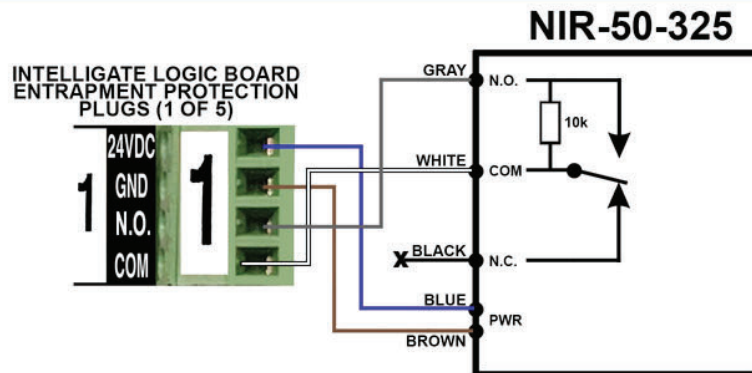 NIR-50-325
INTELLIGATE LOGIC BOARD
ENTRAPMENT PROTECTION
PLUGS (1 OF 5)
GRAY
N.O.
10k
WHITE
COM
BLACK
X
N.C.
BLUE
PWR
BROWN
1
24VDC
GND
N.O.
COM
1